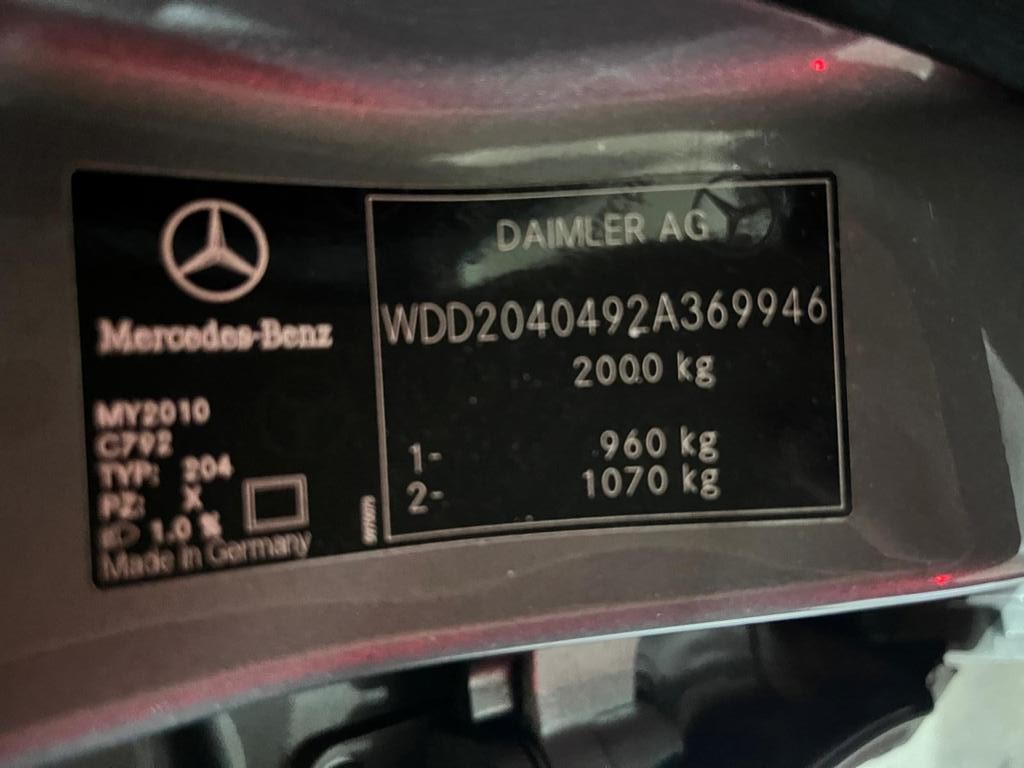 Mercedes-Benz
MY2010
C792
TYP: 204
PZ: X
1.0 %
Made in Germany
DAIMLER AG
WDD2040492A369946
2000 kg
1- 960 kg
2- 1070 kg